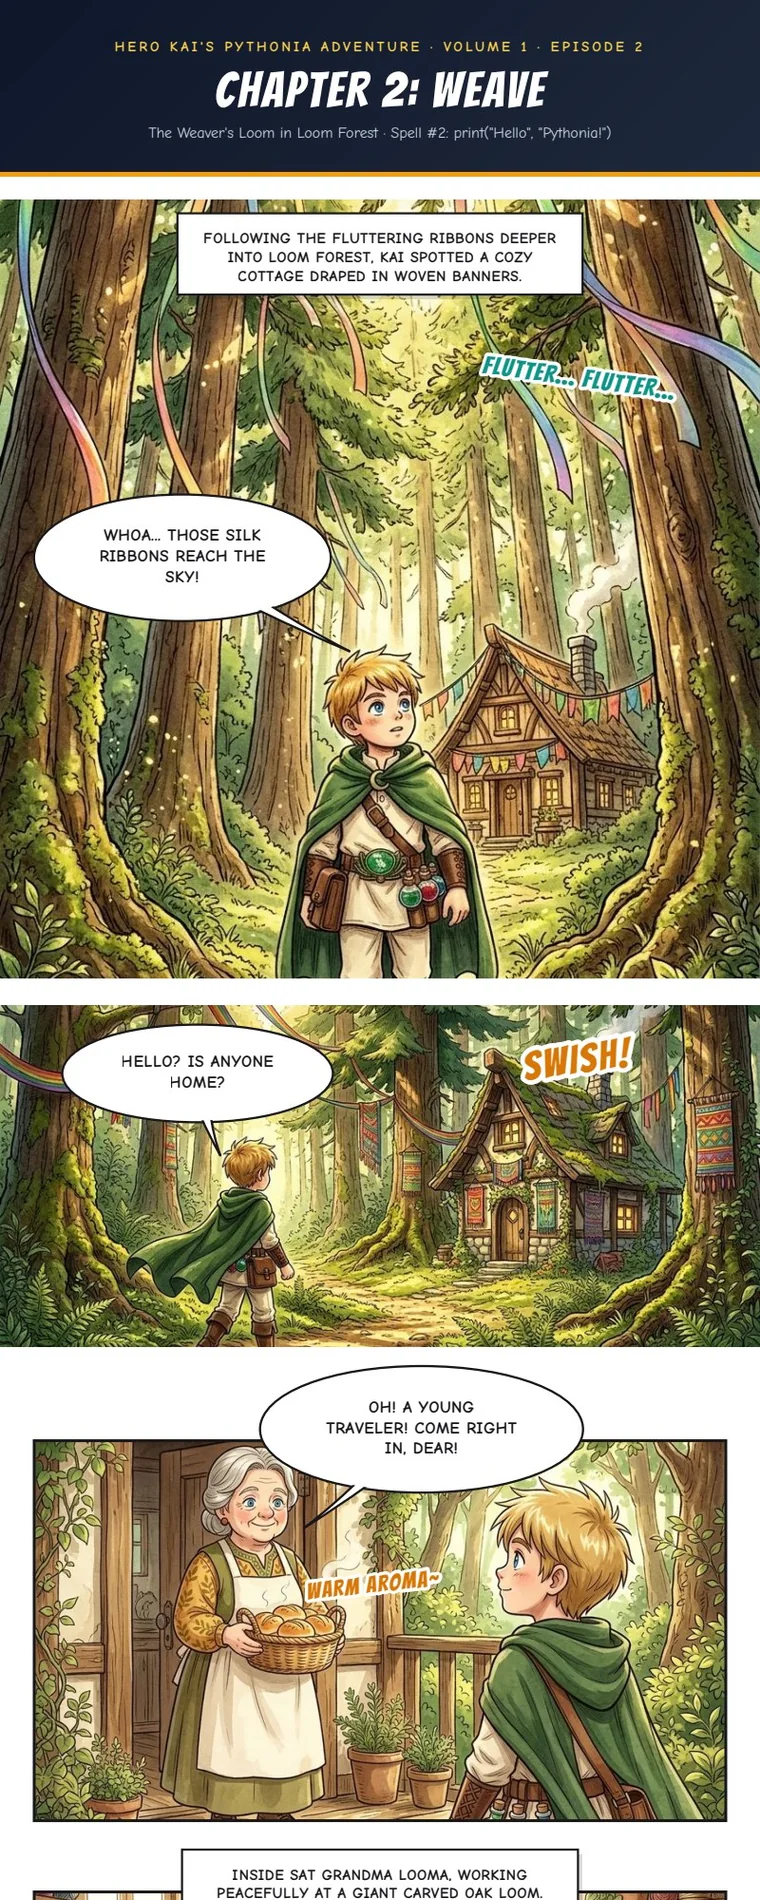 HERO KAI'S PYTHONIA ADVENTURE · VOLUME 1 · EPISODE 2
CHAPTER 2: WEAVE
The Weaver's Loom in Loom Forest · Spell #2: print("Hello", "Pythonia!")
FOLLOWING THE FLUTTERING RIBBONS DEEPER
INTO LOOM FOREST, KAI SPOTTED A COZY
COTTAGE DRAPED IN WOVEN BANNERS.
FLUTTER... FLUTTER...
WHOA... THOSE SILK
RIBBONS REACH THE
SKY!
HELLO? IS ANYONE
HOME?
SWISH!
OH! A YOUNG
TRAVELER! COME RIGHT
IN, DEAR!
WARM AROMA~
INSIDE SAT GRANDMA LOOMA, WORKING
PEACEFULLY AT A GIANT CARVED OAK LOOM.